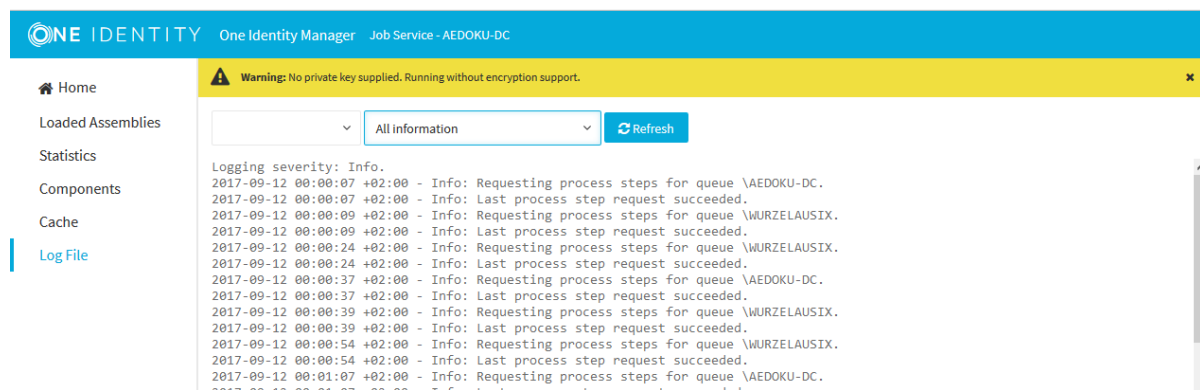 ONE IDENTITY One Identity Manager Job Service - AEDOKU-DC
Warning: No private key supplied. Running without encryption support.
Home
Loaded Assemblies
Statistics
Components
Cache
Log File
All information
Refresh
Logging severity: Info.
2017-09-12 00:00:07 +02:00 - Info: Requesting process steps for queue \AEDOKU-DC.
2017-09-12 00:00:07 +02:00 - Info: Last process step request succeeded.
2017-09-12 00:00:09 +02:00 - Info: Requesting process steps for queue \WURZELAUSIX.
2017-09-12 00:00:09 +02:00 - Info: Last process step request succeeded.
2017-09-12 00:00:24 +02:00 - Info: Requesting process steps for queue \WURZELAUSIX.
2017-09-12 00:00:24 +02:00 - Info: Last process step request succeeded.
2017-09-12 00:00:37 +02:00 - Info: Requesting process steps for queue \AEDOKU-DC.
2017-09-12 00:00:37 +02:00 - Info: Last process step request succeeded.
2017-09-12 00:00:39 +02:00 - Info: Requesting process steps for queue \WURZELAUSIX.
2017-09-12 00:00:39 +02:00 - Info: Last process step request succeeded.
2017-09-12 00:00:54 +02:00 - Info: Requesting process steps for queue \WURZELAUSIX.
2017-09-12 00:00:54 +02:00 - Info: Last process step request succeeded.
2017-09-12 00:01:07 +02:00 - Info: Requesting process steps for queue \AEDOKU-DC.